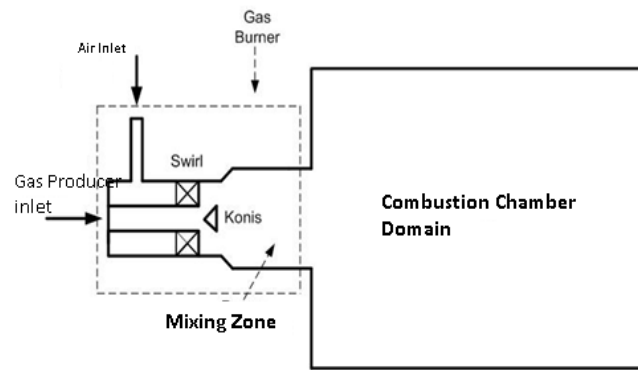 Gas
Burner
Air Inlet
Swirl
Gas Producer
inlet
Konis
Combustion Chamber
Domain
Mixing Zone